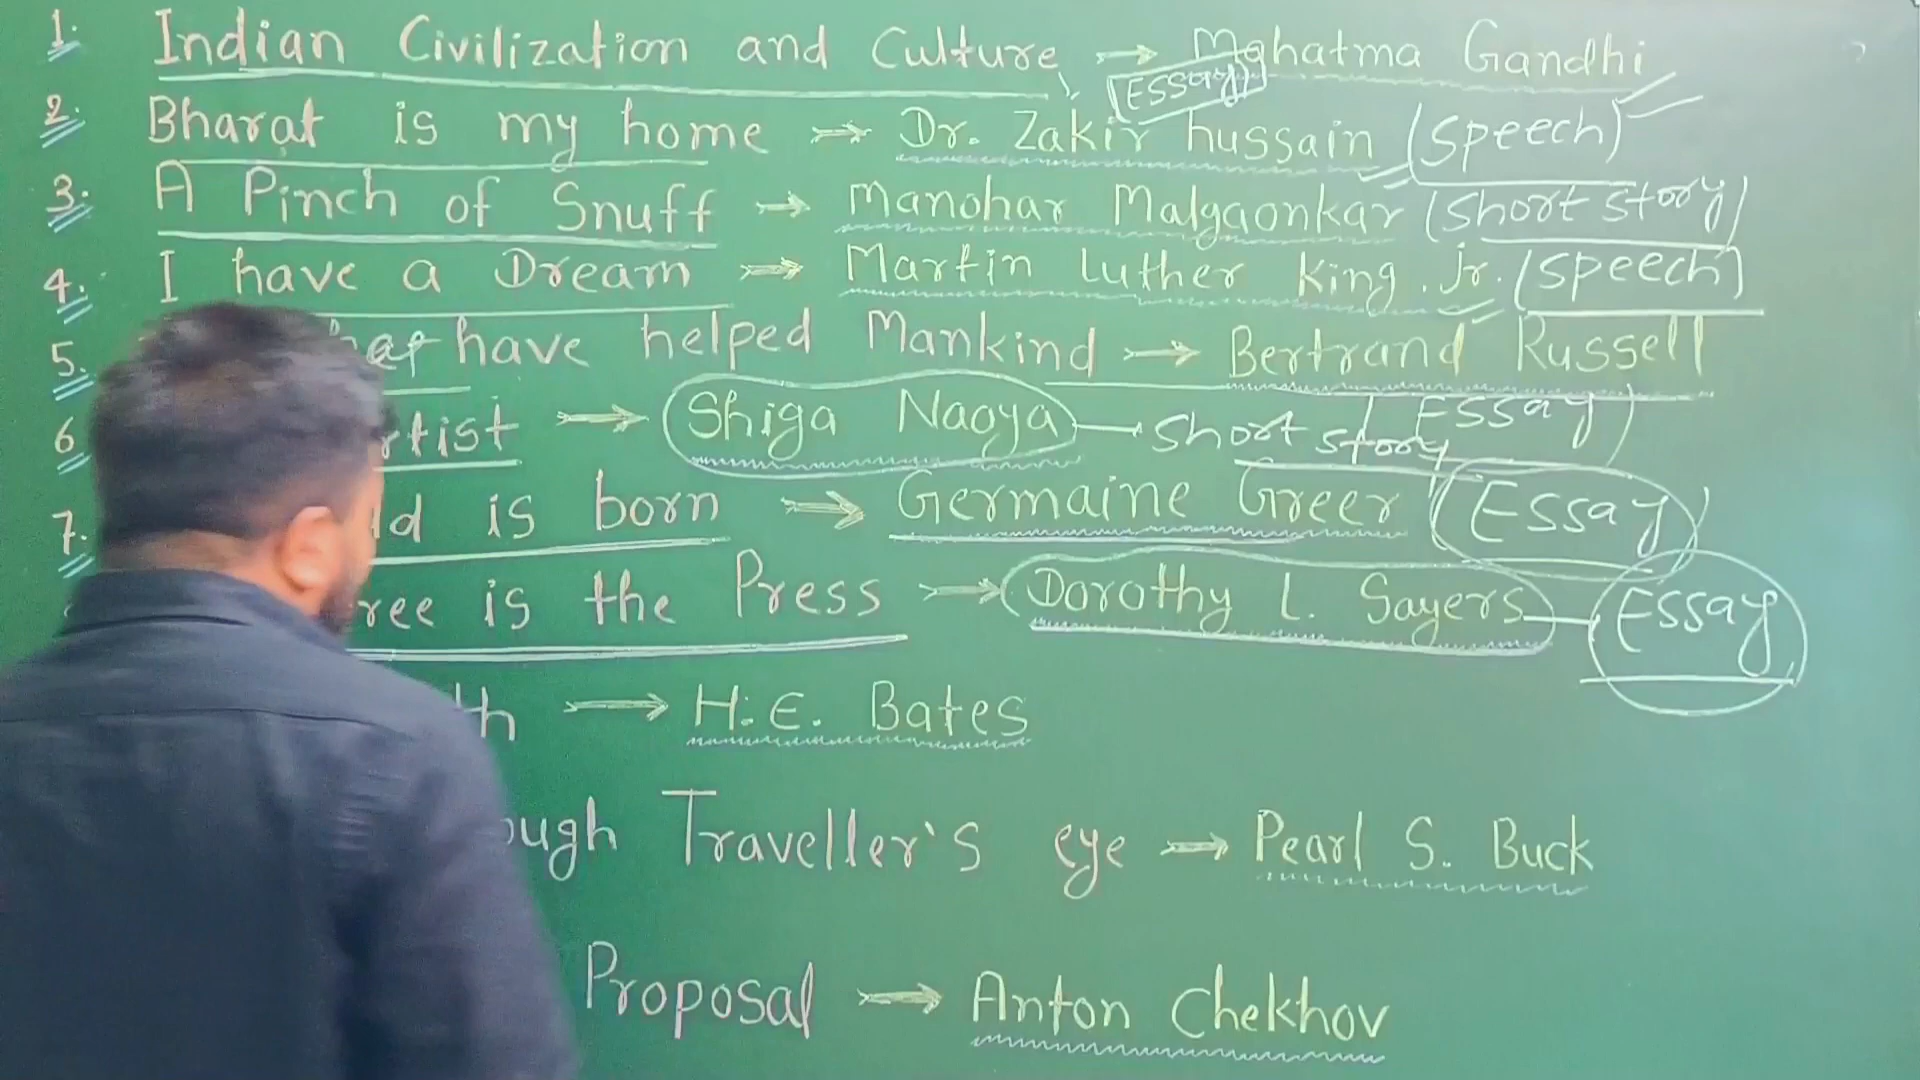 1. Indian Civilization and Culture → Mahatma Gandhi
(Essay)
2. Bharat is my home → Dr. Zakir hussain (speech)
3. A Pinch of Snuff → Manohar Malgaonkar (Short story)
4. I have a Dream → Martin luther king .jr. (speech)
5. have helped Mankind → Bertrand Russell
(Essay)
6 rtist → Shiga Naoya — Short story
7. ld is born → Germaine Greer (Essay)
ree is the Press → Dorothy L. Sayers — Essay
th → H.E. Bates
ough Traveller's eye → Pearl S. Buck
Proposal → Anton Chekhov